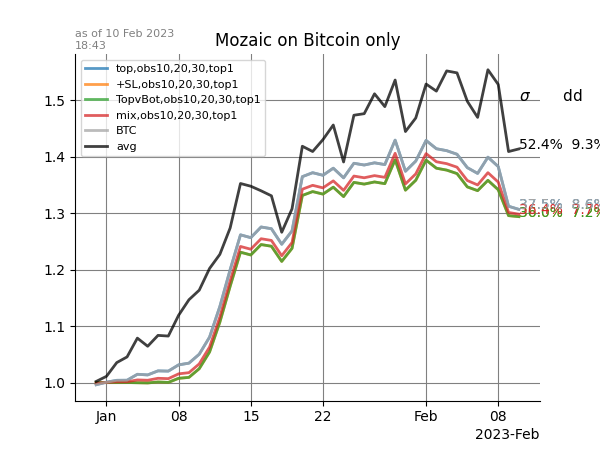 as of 10 Feb 2023
18:43
Mozaic on Bitcoin only
top,obs10,20,30,top1
+SL,obs10,20,30,top1
TopvBot,obs10,20,30,top1
mix,obs10,20,30,top1
BTC
avg
σ dd
52.4% 9.3%
1.5
1.4
1.3
1.2
1.1
1.0
Jan 08 15 22 Feb 08
2023-Feb